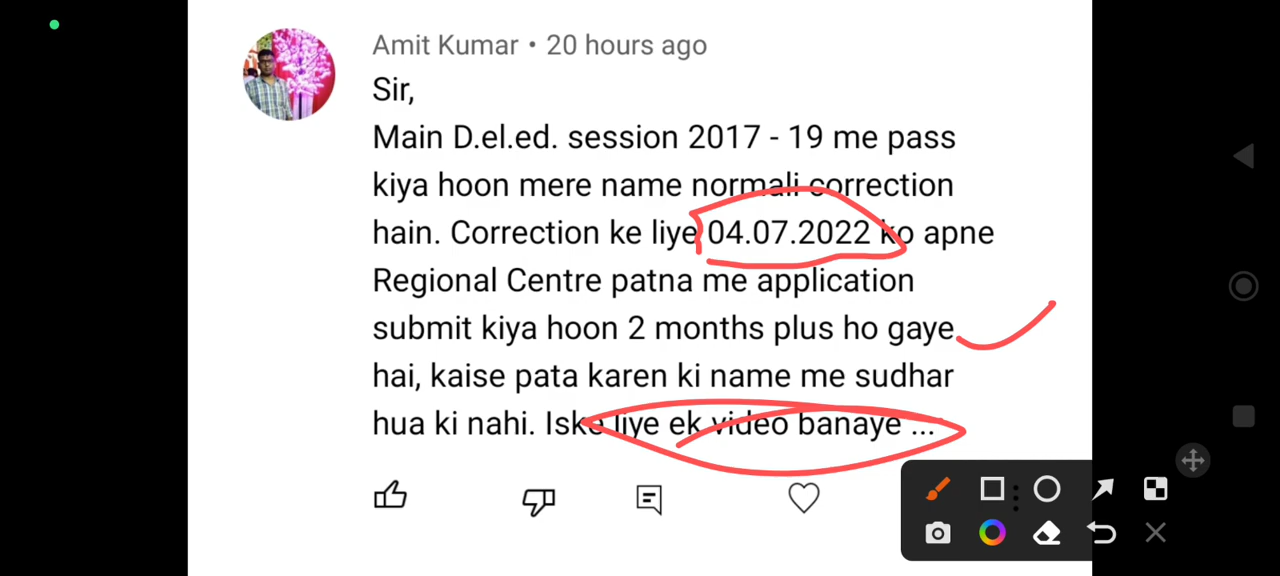 Amit Kumar • 20 hours ago
Sir,
Main D.el.ed. session 2017 - 19 me pass
kiya hoon mere name normali correction
hain. Correction ke liye 04.07.2022 ko apne
Regional Centre patna me application
submit kiya hoon 2 months plus ho gaye
hai, kaise pata karen ki name me sudhar
hua ki nahi. Iske liye ek video banaye ...